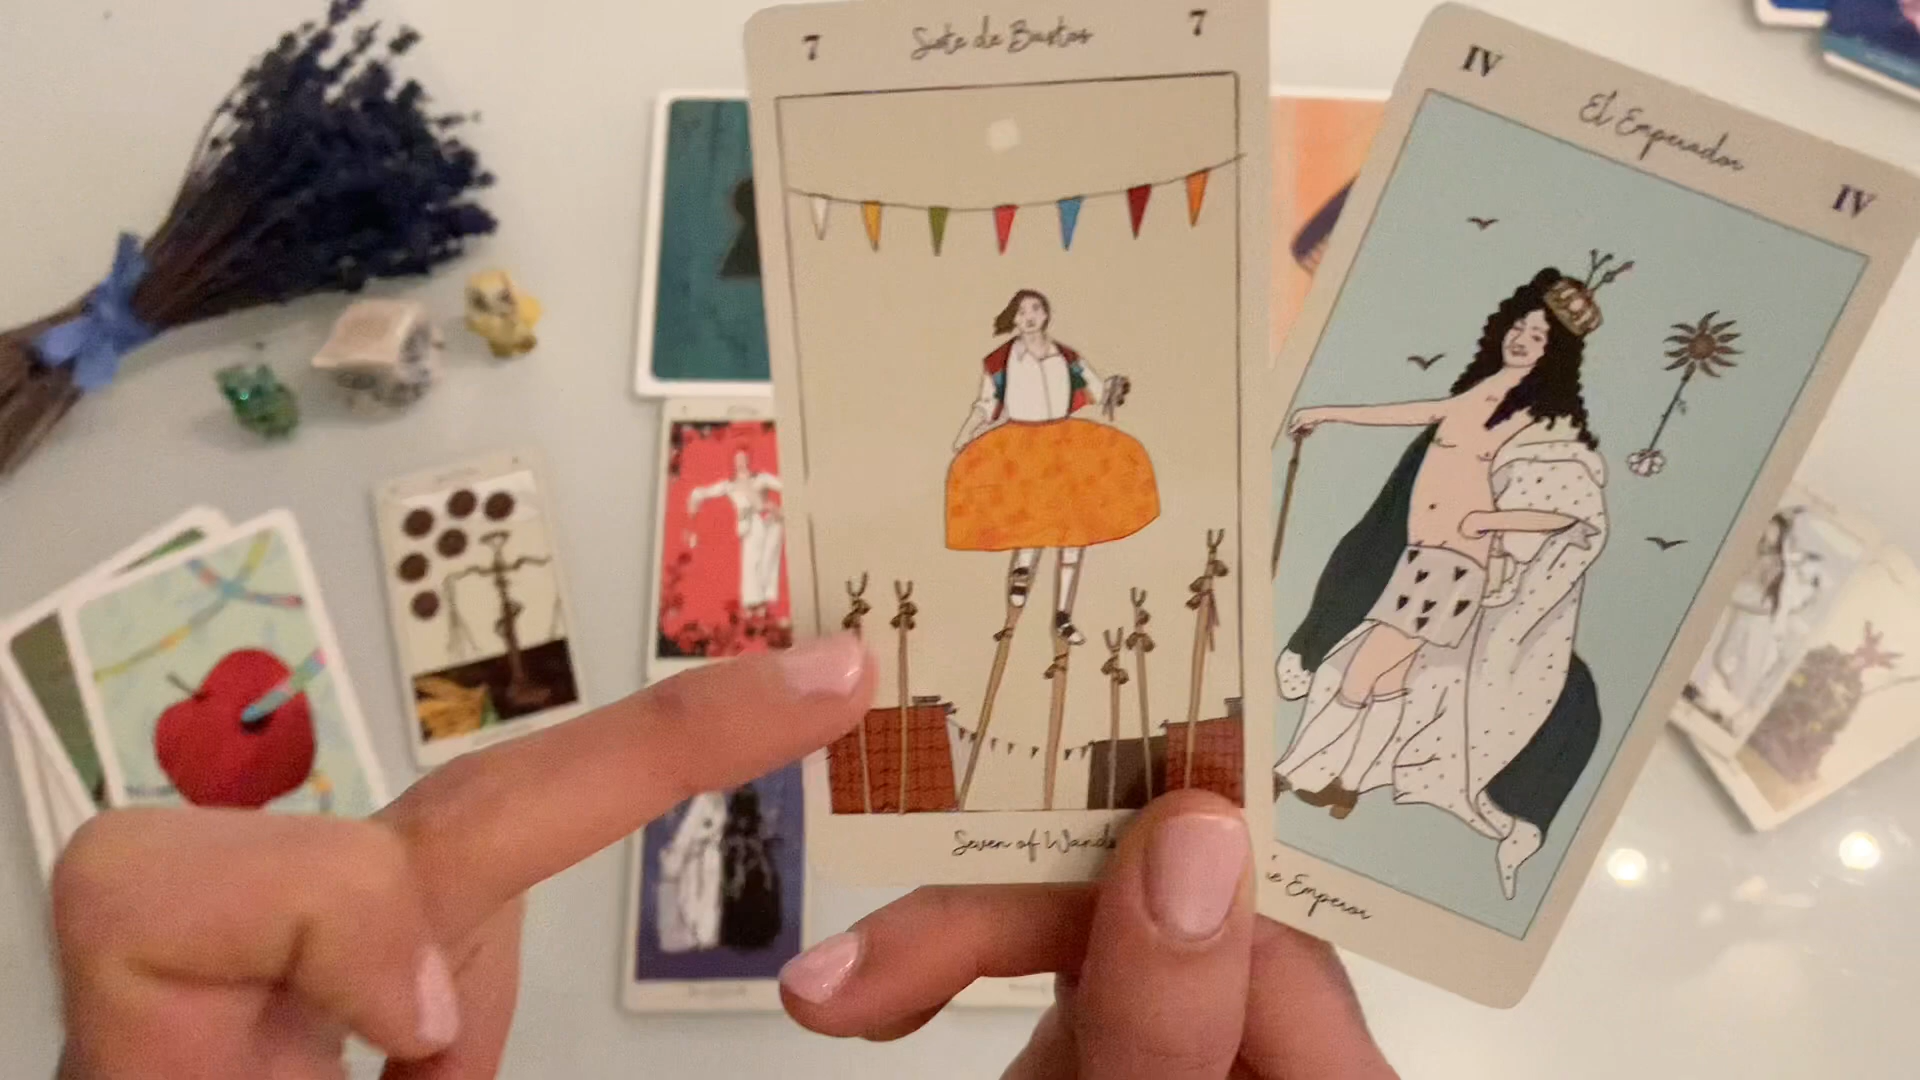 7 Siete de Bastos 7
Seven of Wands
IV El Emperador IV
Emperor